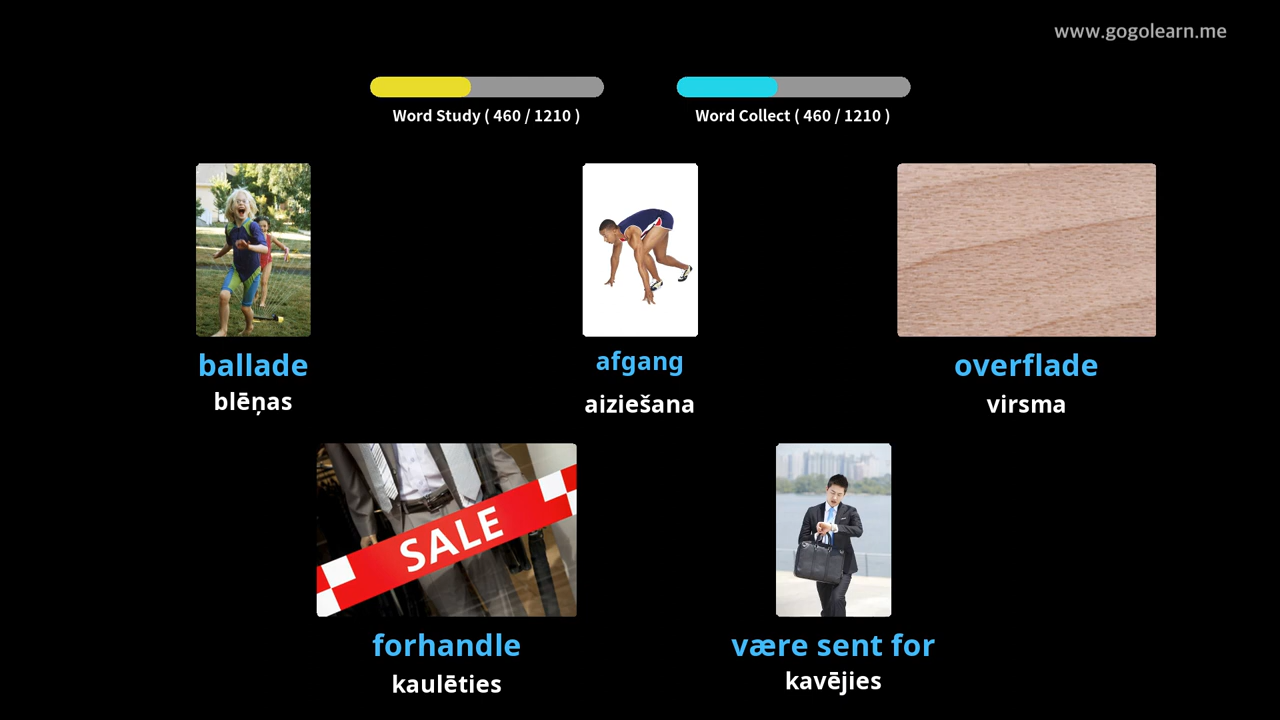 www.gogolearn.me
Word Study ( 460 / 1210 )
Word Collect ( 460 / 1210 )
ballade
blēņas
afgang
aiziešana
overflade
virsma
SALE
forhandle
kaulēties
være sent for
kavējies